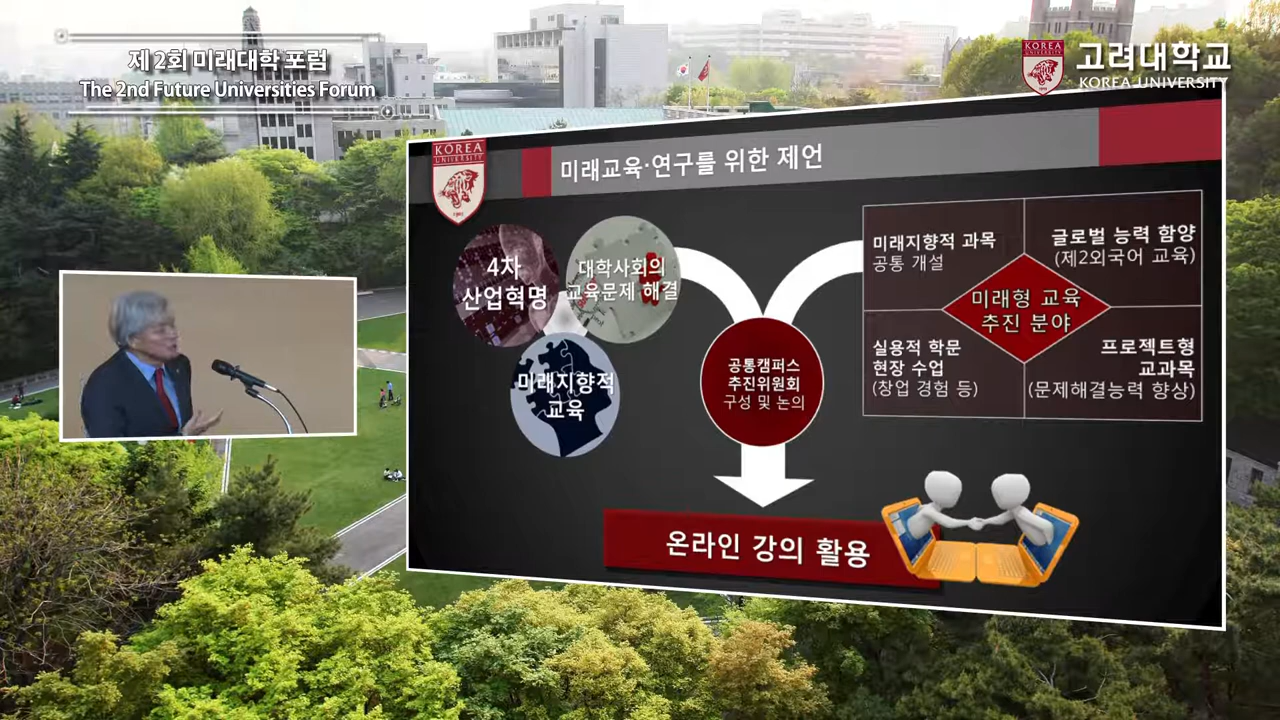 제 2회 미래대학 포럼
The 2nd Future Universities Forum
KOREA
UNIVERSITY
1905
고려대학교
KOREA UNIVERSITY
KOREA
UNIVERSITY
1905
미래교육·연구를 위한 제언
4차
산업혁명
대학사회의
교육문제 해결
미래지향적
교육
공통캠퍼스
추진위원회
구성 및 논의
미래지향적 과목
공통 개설
글로벌 능력 함양
(제2외국어 교육)
미래형 교육
추진 분야
실용적 학문
현장 수업
(창업 경험 등)
프로젝트형
교과목
(문제해결능력 향상)
온라인 강의 활용